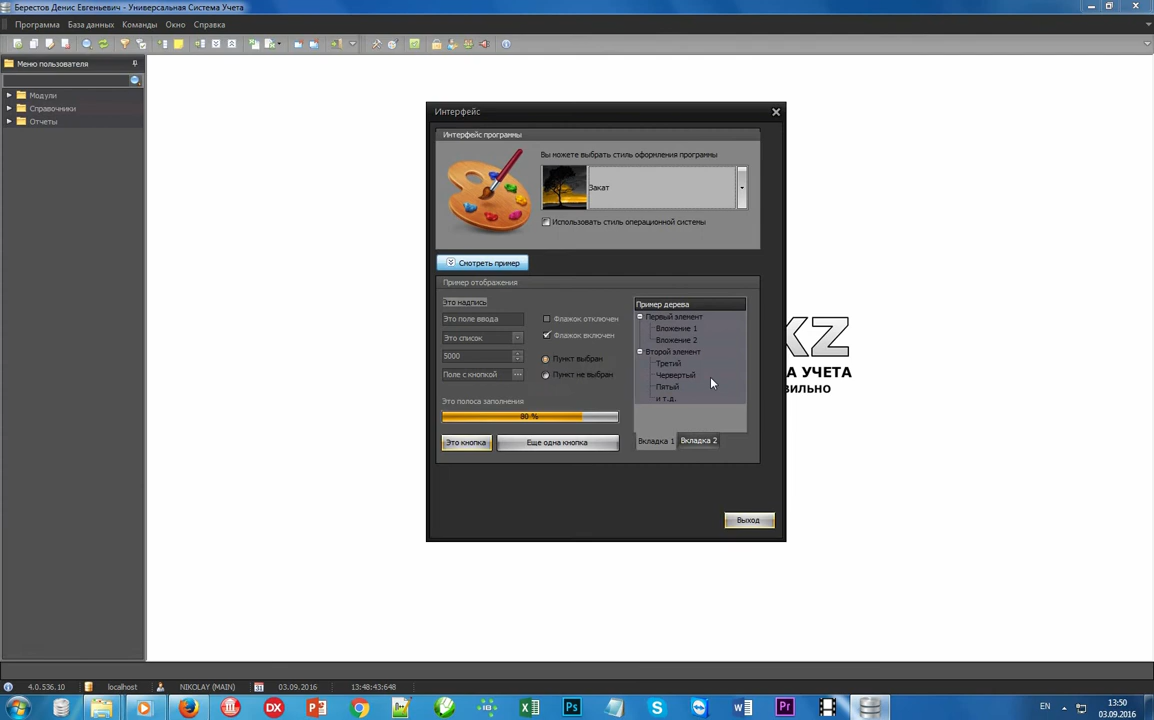 Берестов Денис Евгеньевич - Универсальная Система Учета
Программа База данных Команды Окно Справка
Меню пользователя
Модули
Справочники
Отчеты
Интерфейс
Интерфейс программы
Вы можете выбрать стиль оформления программы
Закат
Использовать стиль операционной системы
Смотреть пример
Пример отображения
Это надпись
Это поле ввода
Это список
5000
Поле с кнопкой
Флажок отключен
Флажок включен
Пункт выбран
Пункт не выбран
Это полоса заполнения
80 %
Это кнопка Еще одна кнопка
Пример дерева
Первый элемент
Вложение 1
Вложение 2
Второй элемент
Третий
Червертый
Пятый
и т.д.
Вкладка 1 Вкладка 2
Выход
KZ
А УЧЕТА
вильно
4.0.536.10 localhost NIKOLAY (MAIN) 03.09.2016 13:48:43:648
EN 13:50
03.09.2016